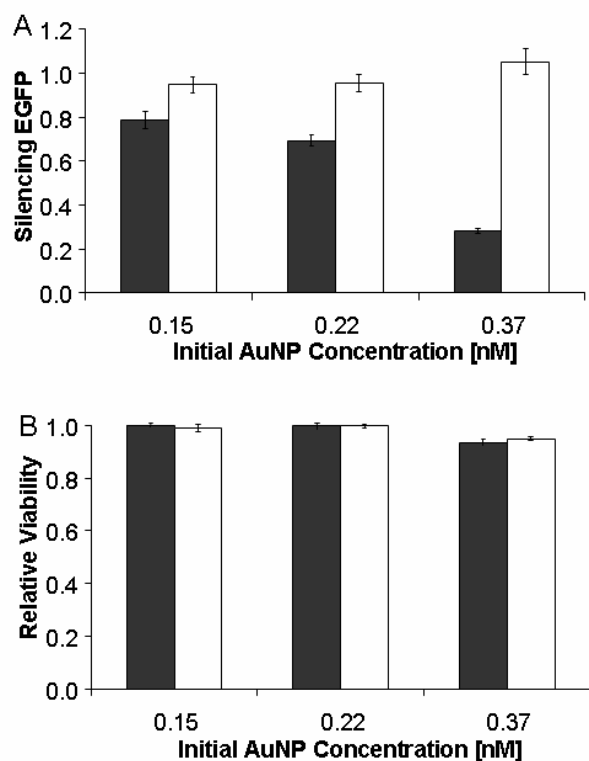 A
Silencing EGFP
1.2
1.0
0.8
0.6
0.4
0.2
0.0
0.15 0.22 0.37
Initial AuNP Concentration [nM]
B
Relative Viability
1.0
0.8
0.6
0.4
0.2
0.0
0.15 0.22 0.37
Initial AuNP Concentration [nM]